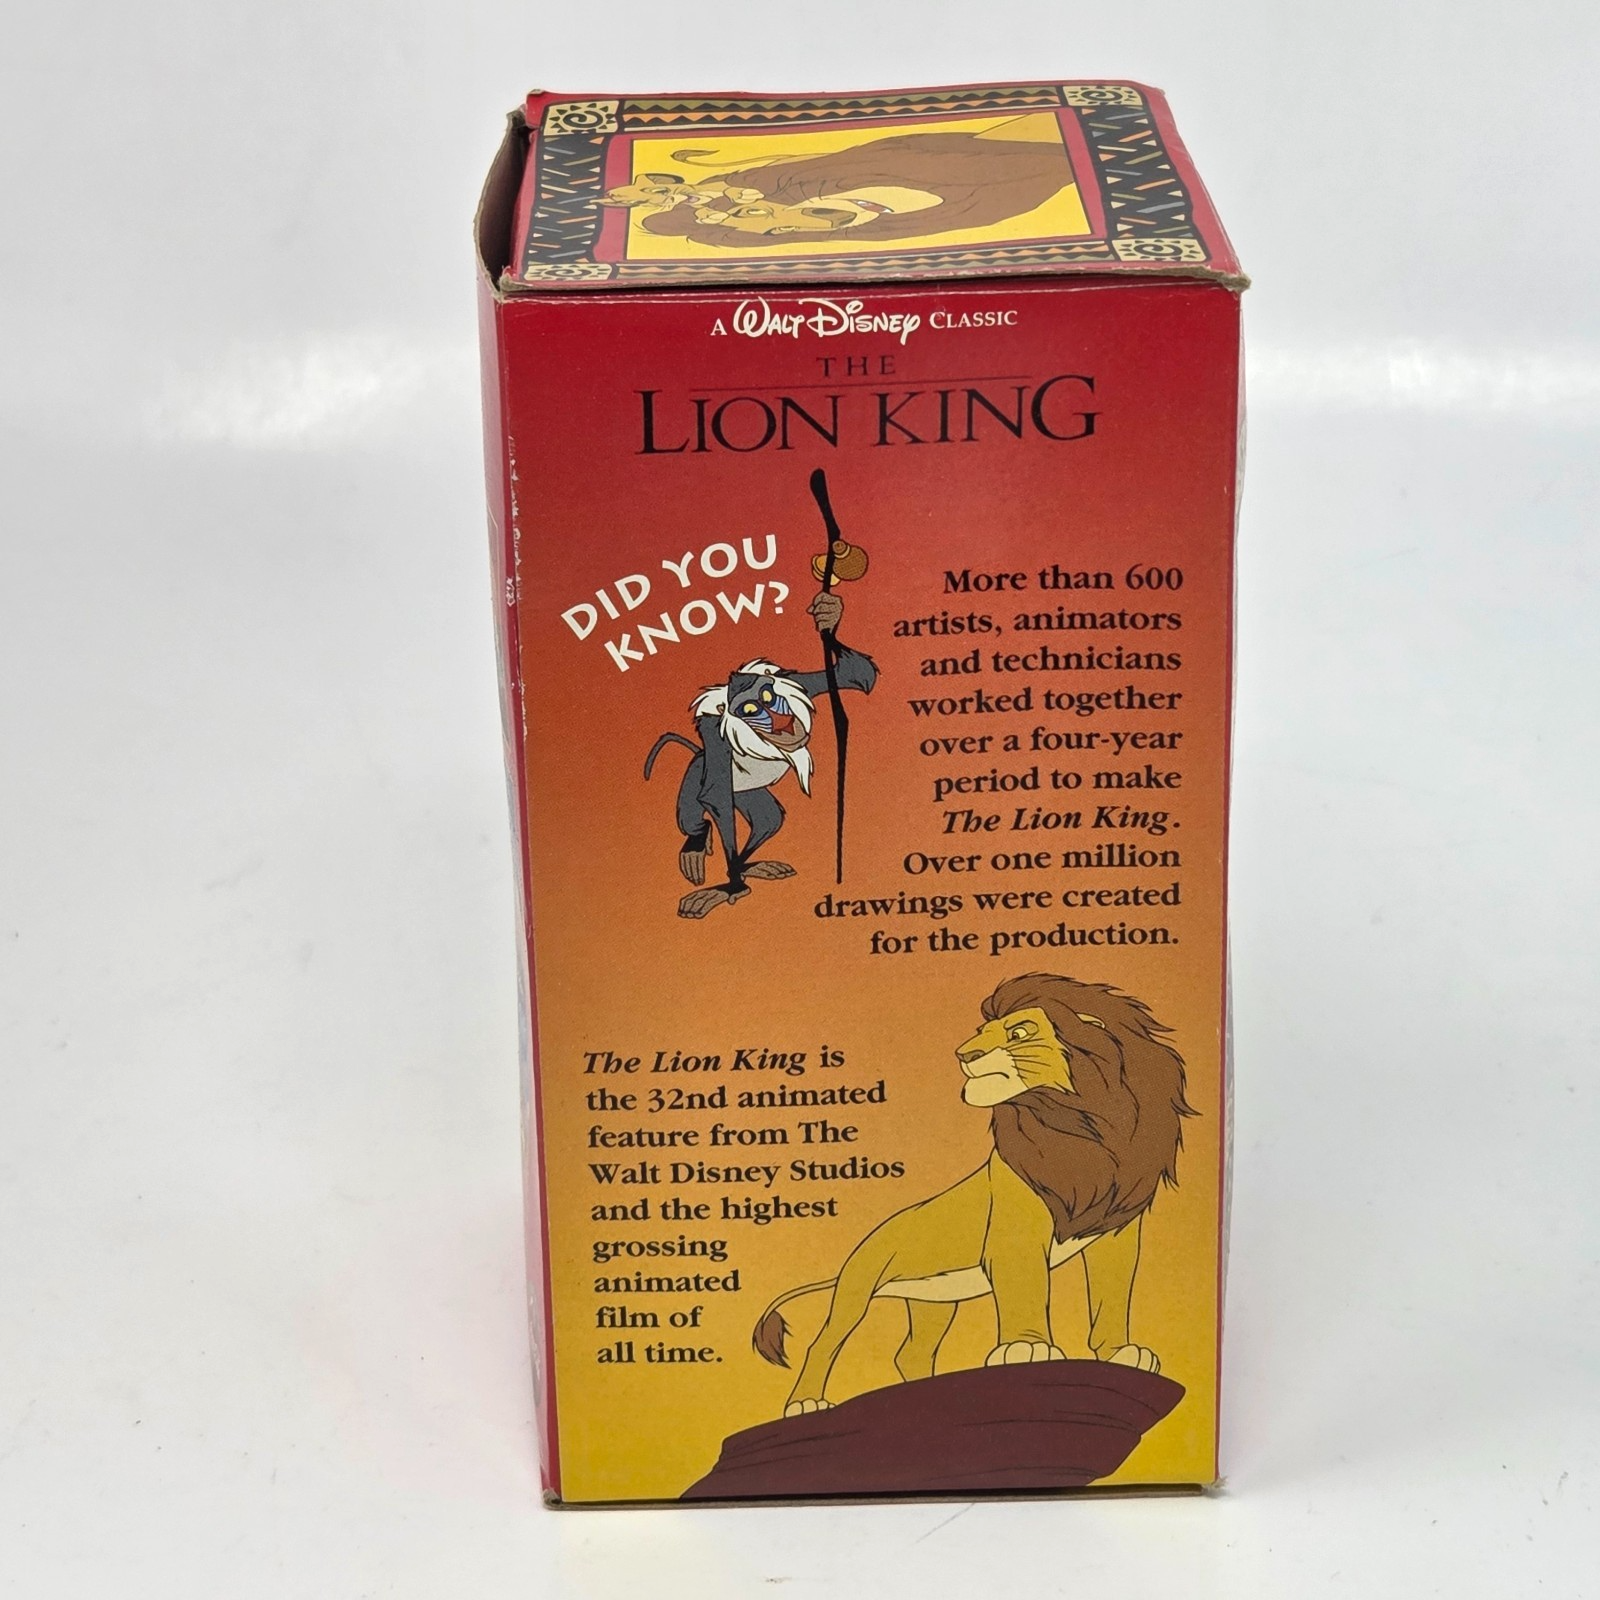 A Walt Disney CLASSIC
THE
LION KING
DID YOU
KNOW?
More than 600
artists, animators
and technicians
worked together
over a four-year
period to make
The Lion King.
Over one million
drawings were created
for the production.
The Lion King is
the 32nd animated
feature from The
Walt Disney Studios
and the highest
grossing
animated
film of
all time.